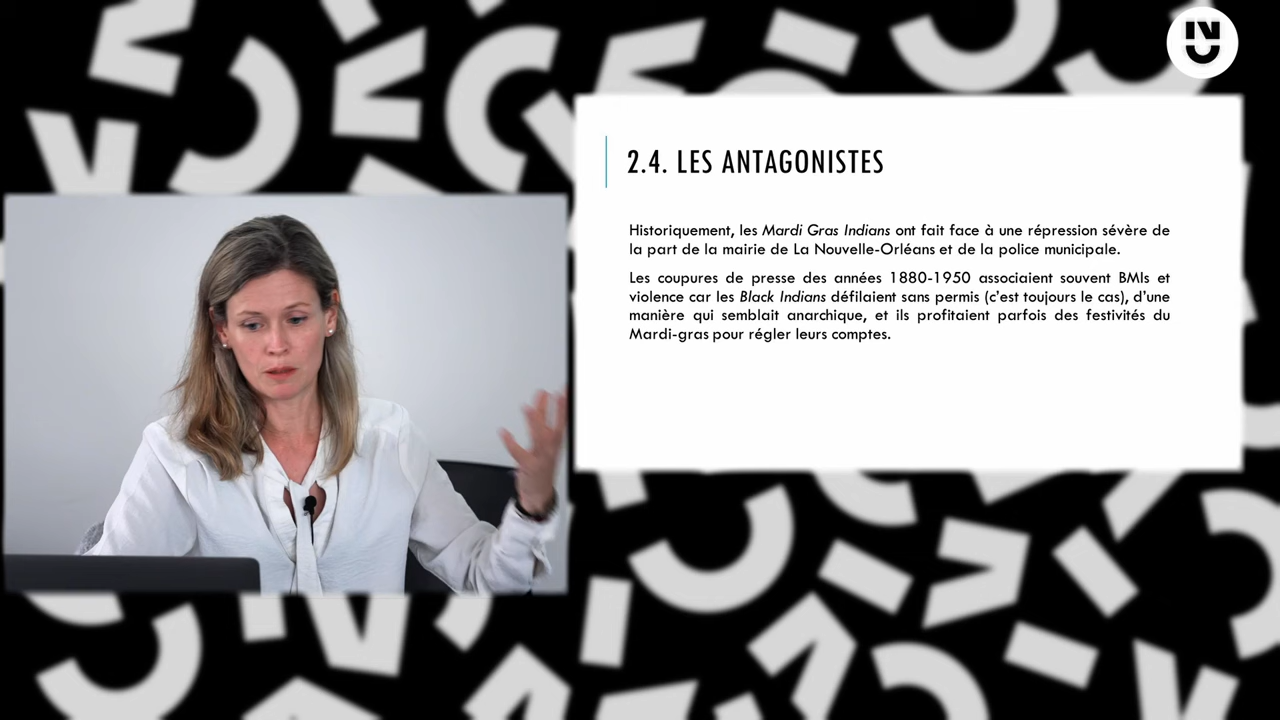 IN
U
2.4. LES ANTAGONISTES
Historiquement, les Mardi Gras Indians ont fait face à une répression sévère de
la part de la mairie de La Nouvelle-Orléans et de la police municipale.
Les coupures de presse des années 1880-1950 associaient souvent BMIs et
violence car les Black Indians défilaient sans permis (c'est toujours le cas), d'une
manière qui semblait anarchique, et ils profitaient parfois des festivités du
Mardi-gras pour régler leurs comptes.